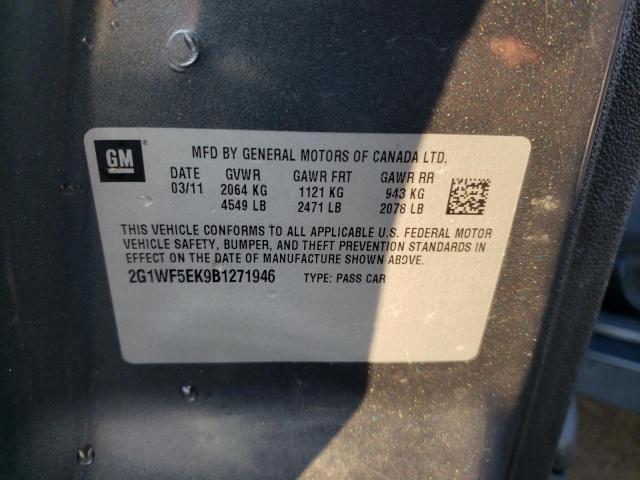 GM
MFD BY GENERAL MOTORS OF CANADA LTD.
DATE GVWR GAWR FRT GAWR RR
03/11 2064 KG 1121 KG 943 KG
4549 LB 2471 LB 2078 LB
THIS VEHICLE CONFORMS TO ALL APPLICABLE U.S. FEDERAL MOTOR
VEHICLE SAFETY, BUMPER, AND THEFT PREVENTION STANDARDS IN
EFFECT ON THE DATE OF MANUFACTURE SHOWN ABOVE.
2G1WF5EK9B1271946 TYPE: PASS CAR